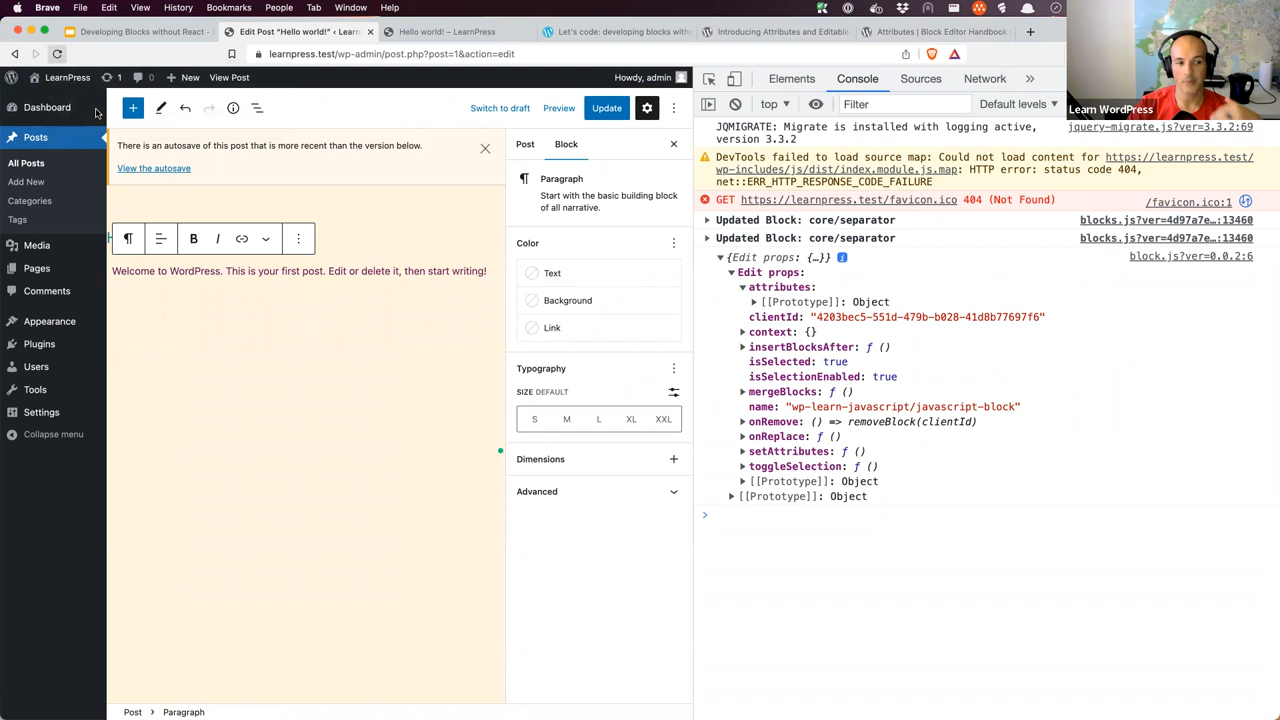 Brave File Edit View History Bookmarks People Tab Window Help
Developing Blocks without React -
Edit Post "Hello world!" ‹ Learn
Hello world! – LearnPress
Let's code: developing blocks witho
Introducing Attributes and Editable
Attributes | Block Editor Handbook |
learnpress.test/wp-admin/post.php?post=1&action=edit
LearnPress 1 0 New View Post Howdy, admin
Dashboard
Posts
All Posts
Add New
Categories
Tags
Media
Pages
Comments
Appearance
Plugins
Users
Tools
Settings
Collapse menu
Switch to draft Preview Update
There is an autosave of this post that is more recent than the version below.
View the autosave
B I
Welcome to WordPress. This is your first post. Edit or delete it, then start writing!
Post Block
Paragraph
Start with the basic building block
of all narrative.
Color
Text
Background
Link
Typography
SIZE DEFAULT
S M L XL XXL
Dimensions
Advanced
Post Paragraph
Elements Console Sources
top Filter Default levels
Learn WordPress
JQMIGRATE: Migrate is installed with logging active, jquery-migrate.js?ver=3.3.2:69
version 3.3.2
DevTools failed to load source map: Could not load content for https://learnpress.test/
wp-includes/js/dist/index.module.js.map: HTTP error: status code 404,
net::ERR_HTTP_RESPONSE_CODE_FAILURE
GET https://learnpress.test/favicon.ico 404 (Not Found) /favicon.ico:1
Updated Block: core/separator blocks.js?ver=4d97a7e…:13460
Updated Block: core/separator blocks.js?ver=4d97a7e…:13460
{Edit props: {…}} block.js?ver=0.0.2:6
Edit props:
attributes:
[[Prototype]]: Object
clientId: "4203bec5-551d-479b-b028-41d8b77697f6"
context: {}
insertBlocksAfter: ƒ ()
isSelected: true
isSelectionEnabled: true
mergeBlocks: ƒ ()
name: "wp-learn-javascript/javascript-block"
onRemove: () => removeBlock(clientId)
onReplace: ƒ ()
setAttributes: ƒ ()
toggleSelection: ƒ ()
[[Prototype]]: Object
[[Prototype]]: Object